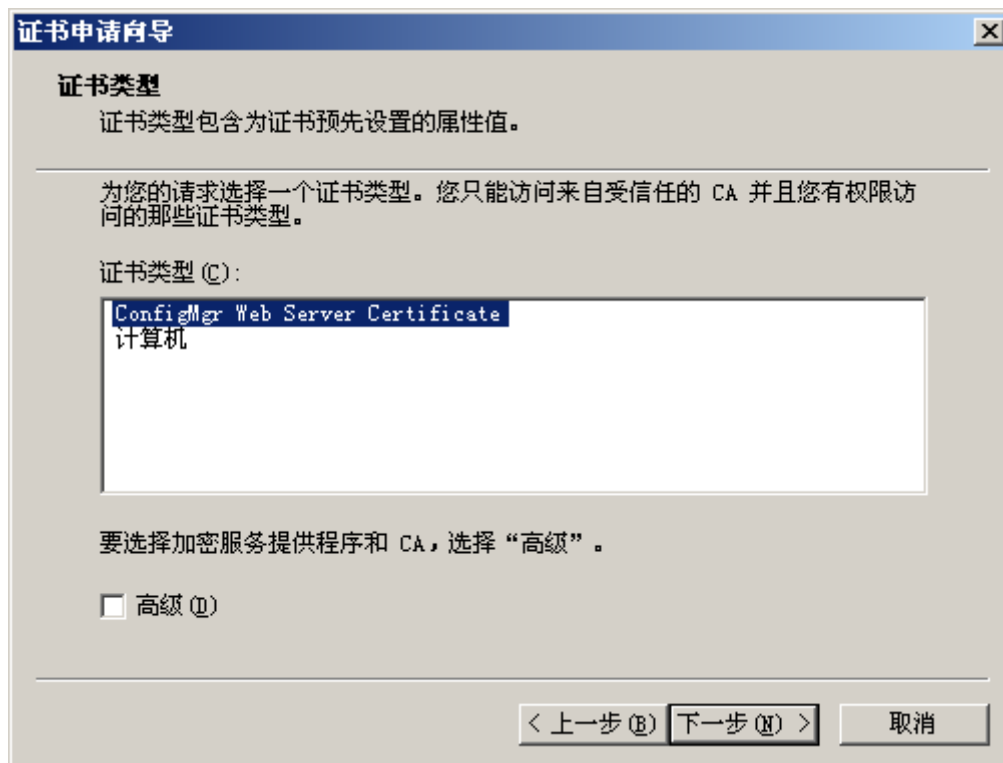 证书申请向导
证书类型
证书类型包含为证书预先设置的属性值。
为您的请求选择一个证书类型。您只能访问来自受信任的 CA 并且您有权限访
问的那些证书类型。
证书类型(C):
ConfigMgr Web Server Certificate
计算机
要选择加密服务提供程序和 CA，选择“高级”。
高级(D)
< 上一步(B) 下一步(N) > 取消